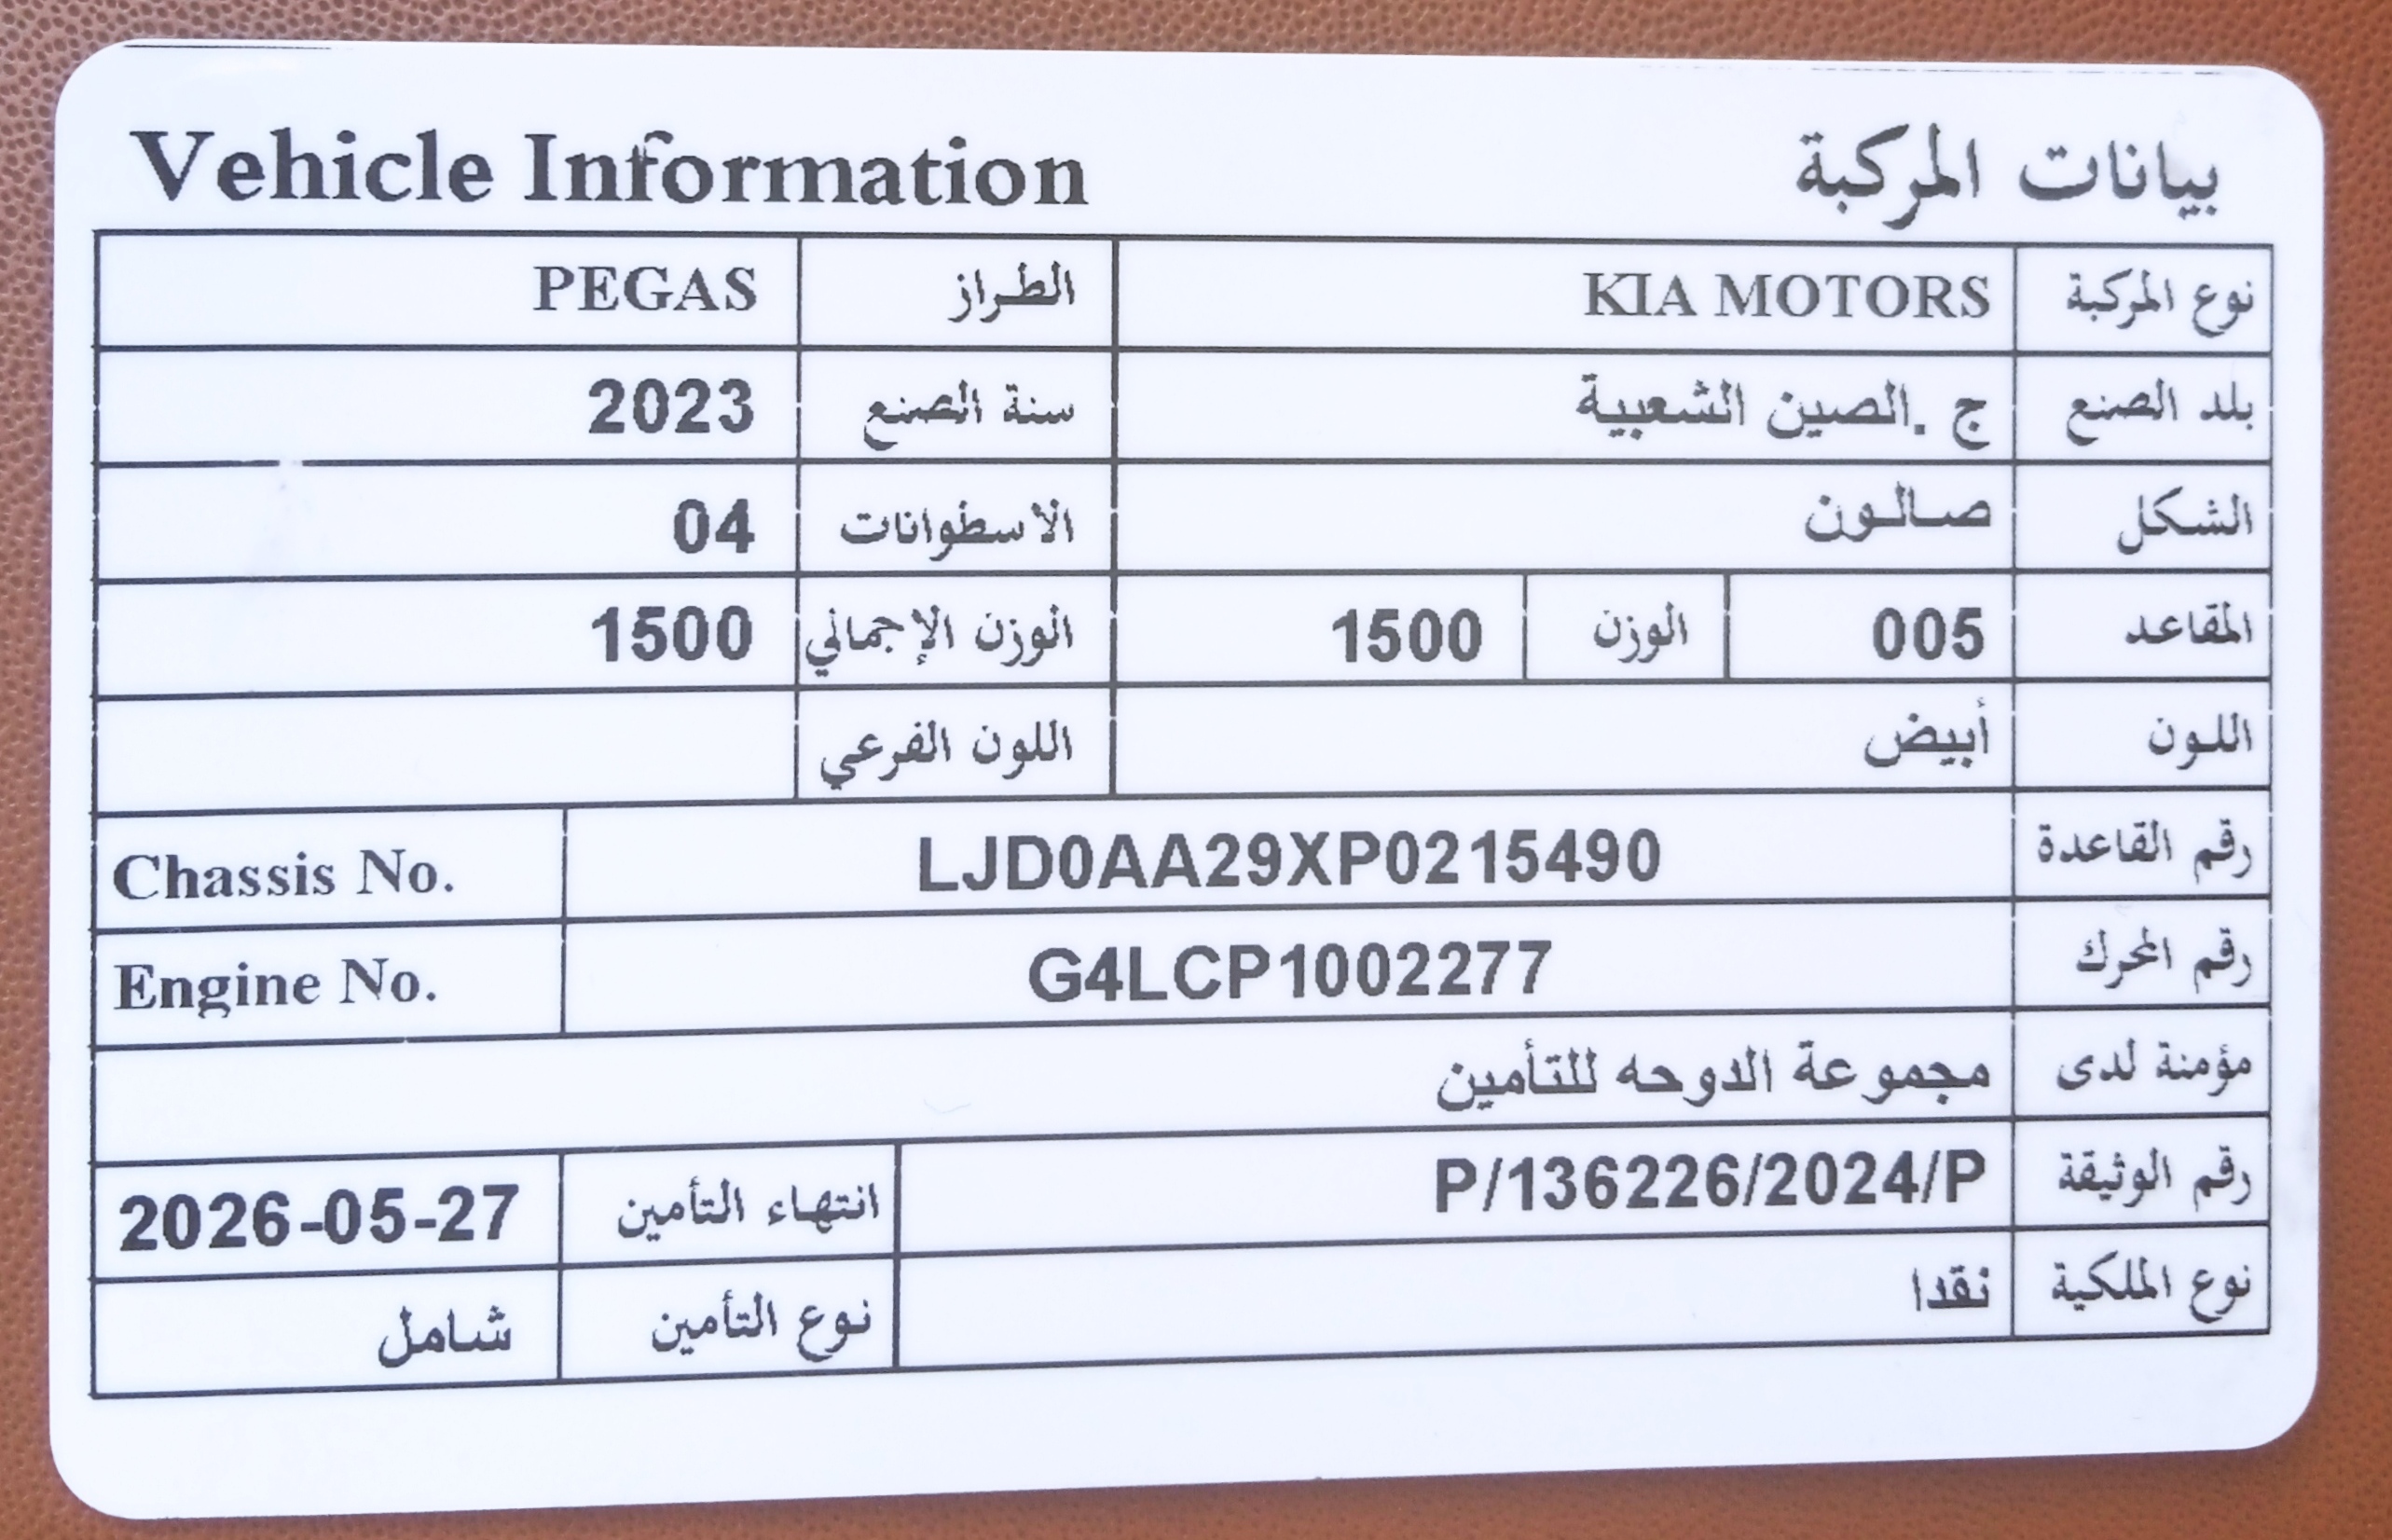 Vehicle Information بيانات المركبة
نوع المركبة KIA MOTORS الطراز PEGAS
بلد الصنع ج .الصين الشعبية سنة الصنع 2023
الشكل صالون الاسطوانات 04
المقاعد 005 الوزن 1500 الوزن الإجمالي 1500
اللون أبيض اللون الفرعي
رقم القاعدة LJD0AA29XP0215490 Chassis No.
رقم المحرك G4LCP1002277 Engine No.
مؤمنة لدى مجموعة الدوحه للتأمين
رقم الوثيقة P/136226/2024/P انتهاء التأمين 2026-05-27
نوع الملكية نقدا نوع التأمين شامل